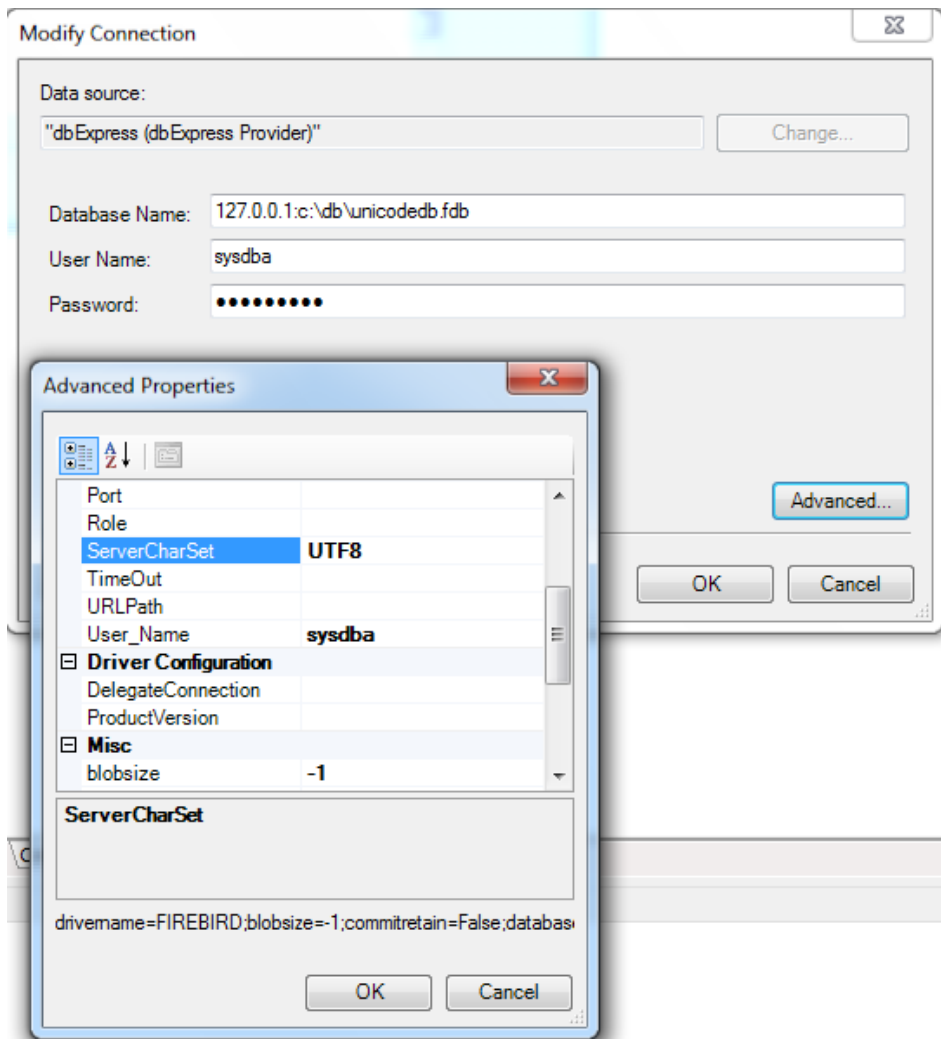 Modify Connection
Data source:
"dbExpress (dbExpress Provider)"
Change...
Database Name: 127.0.0.1:c:\db\unicodedb.fdb
User Name: sysdba
Password: •••••••••
Advanced...
OK Cancel
Advanced Properties
Port
Role
ServerCharSet UTF8
TimeOut
URLPath
User_Name sysdba
Driver Configuration
DelegateConnection
ProductVersion
Misc
blobsize -1
ServerCharSet
drivername=FIREBIRD;blobsize=-1;commitretain=False;databas
OK Cancel